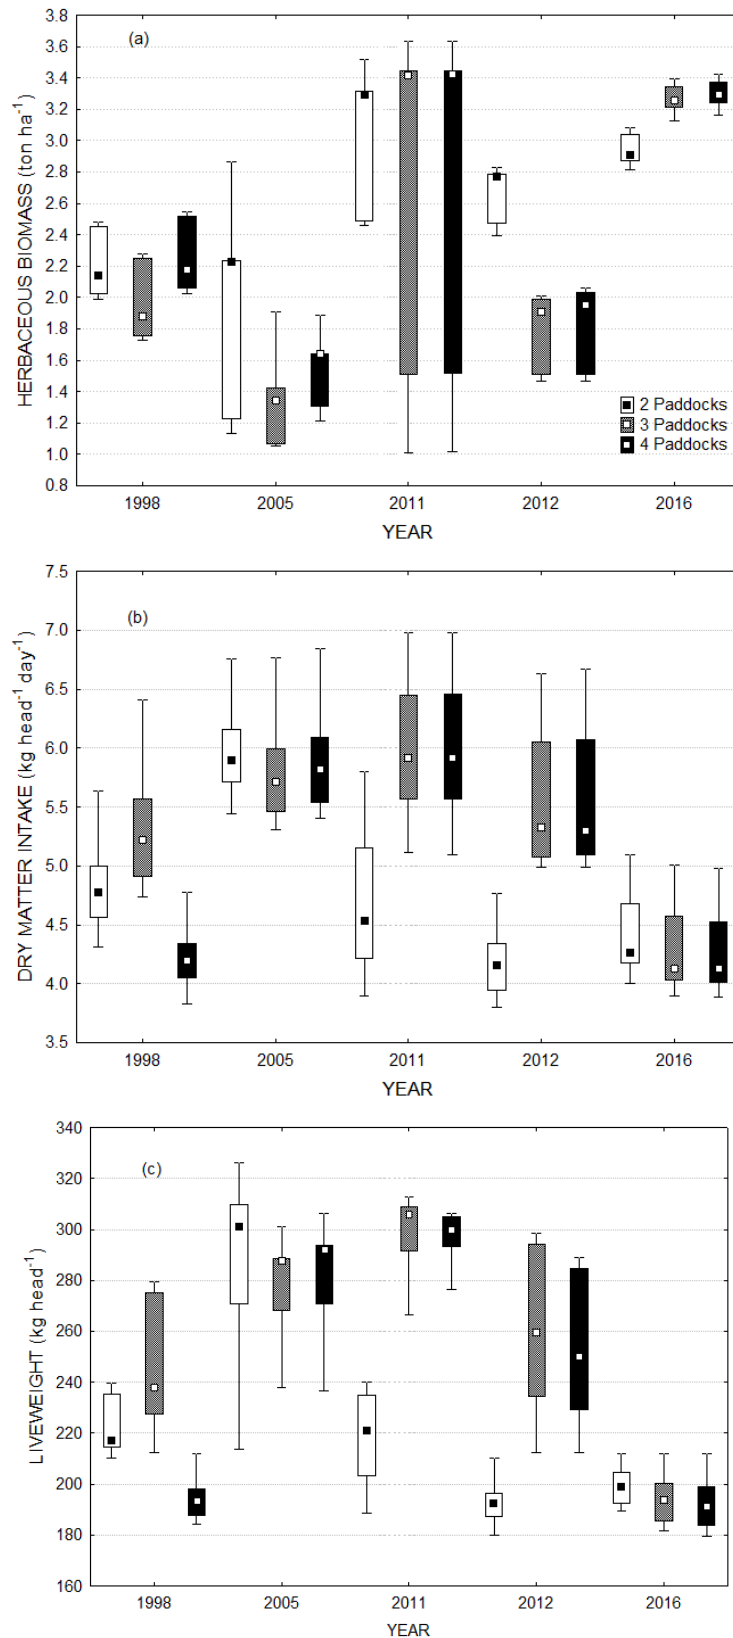 (a)
HERBACEOUS BIOMASS (ton ha⁻¹)
3.8
3.6
3.4
3.2
3.0
2.8
2.6
2.4
2.2
2.0
1.8
1.6
1.4
1.2
1.0
0.8
2 Paddocks
3 Paddocks
4 Paddocks
1998 2005 2011 2012 2016
YEAR
(b)
DRY MATTER INTAKE (kg head⁻¹ day⁻¹)
7.5
7.0
6.5
6.0
5.5
5.0
4.5
4.0
3.5
1998 2005 2011 2012 2016
YEAR
(c)
LIVEWEIGHT (kg head⁻¹)
340
320
300
280
260
240
220
200
180
160
1998 2005 2011 2012 2016
YEAR